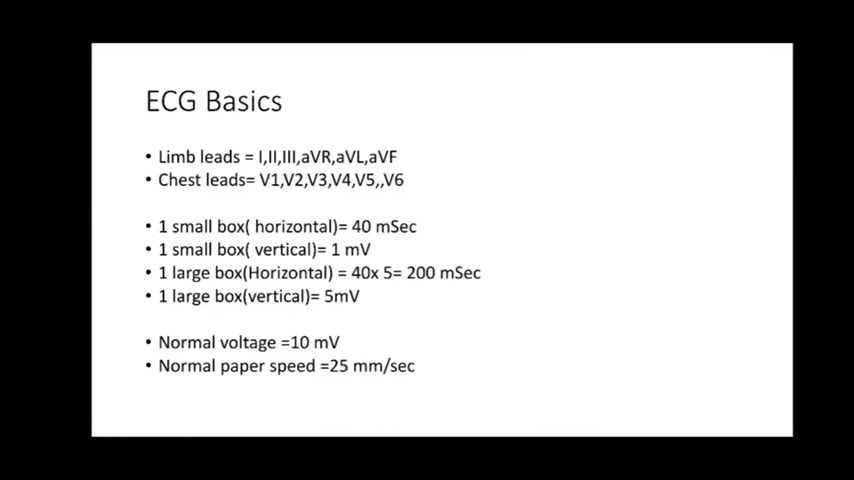 ECG Basics
• Limb leads = I,II,III,aVR,aVL,aVF
• Chest leads= V1,V2,V3,V4,V5,,V6
• 1 small box( horizontal)= 40 mSec
• 1 small box( vertical)= 1 mV
• 1 large box(Horizontal) = 40x 5= 200 mSec
• 1 large box(vertical)= 5mV
• Normal voltage =10 mV
• Normal paper speed =25 mm/sec